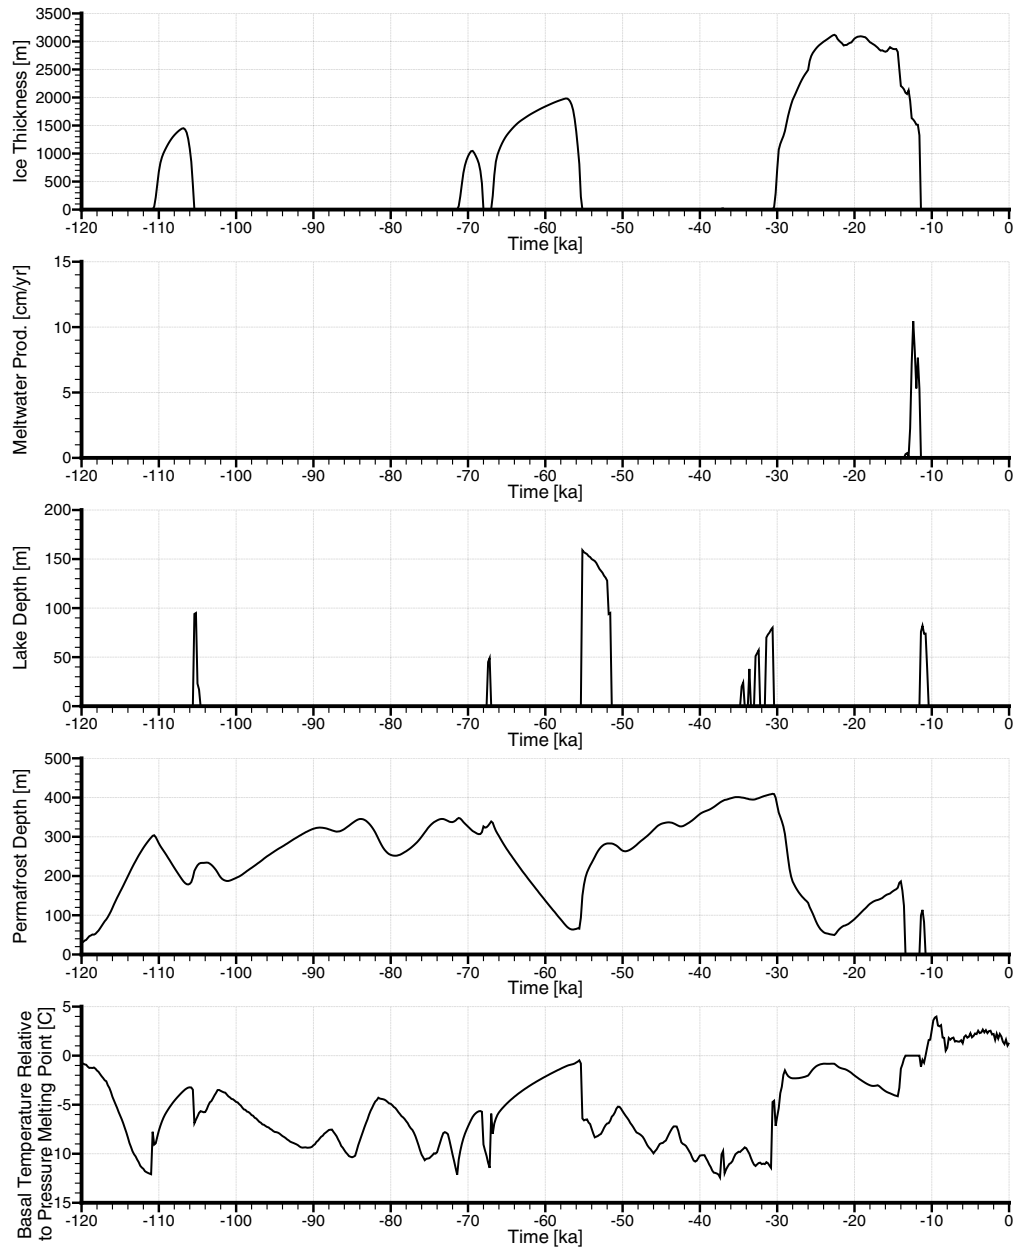 Ice Thickness [m]
3500
3000
2500
2000
1500
1000
500
0
-120 -110 -100 -90 -80 -70 -60 -50 -40 -30 -20 -10 0
Time [ka]
Meltwater Prod. [cm/yr]
15
10
5
0
-120 -110 -100 -90 -80 -70 -60 -50 -40 -30 -20 -10 0
Time [ka]
Lake Depth [m]
200
150
100
50
0
-120 -110 -100 -90 -80 -70 -60 -50 -40 -30 -20 -10 0
Time [ka]
Permafrost Depth [m]
500
400
300
200
100
0
-120 -110 -100 -90 -80 -70 -60 -50 -40 -30 -20 -10 0
Time [ka]
Basal Temperature Relative
to Pressure Melting Point [C]
5
0
-5
-10
-15
-120 -110 -100 -90 -80 -70 -60 -50 -40 -30 -20 -10 0
Time [ka]